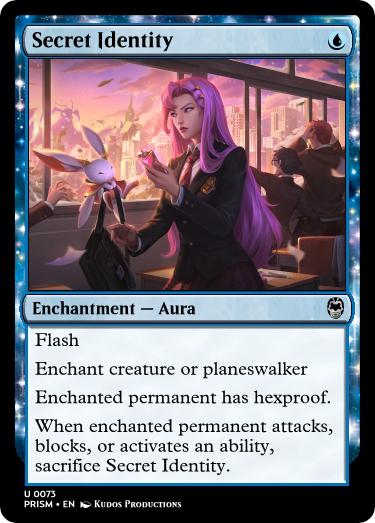 Secret Identity
Enchantment — Aura
Flash
Enchant creature or planeswalker
Enchanted permanent has hexproof.
When enchanted permanent attacks,
blocks, or activates an ability,
sacrifice Secret Identity.
U 0073
PRISM • EN Kudos Productions